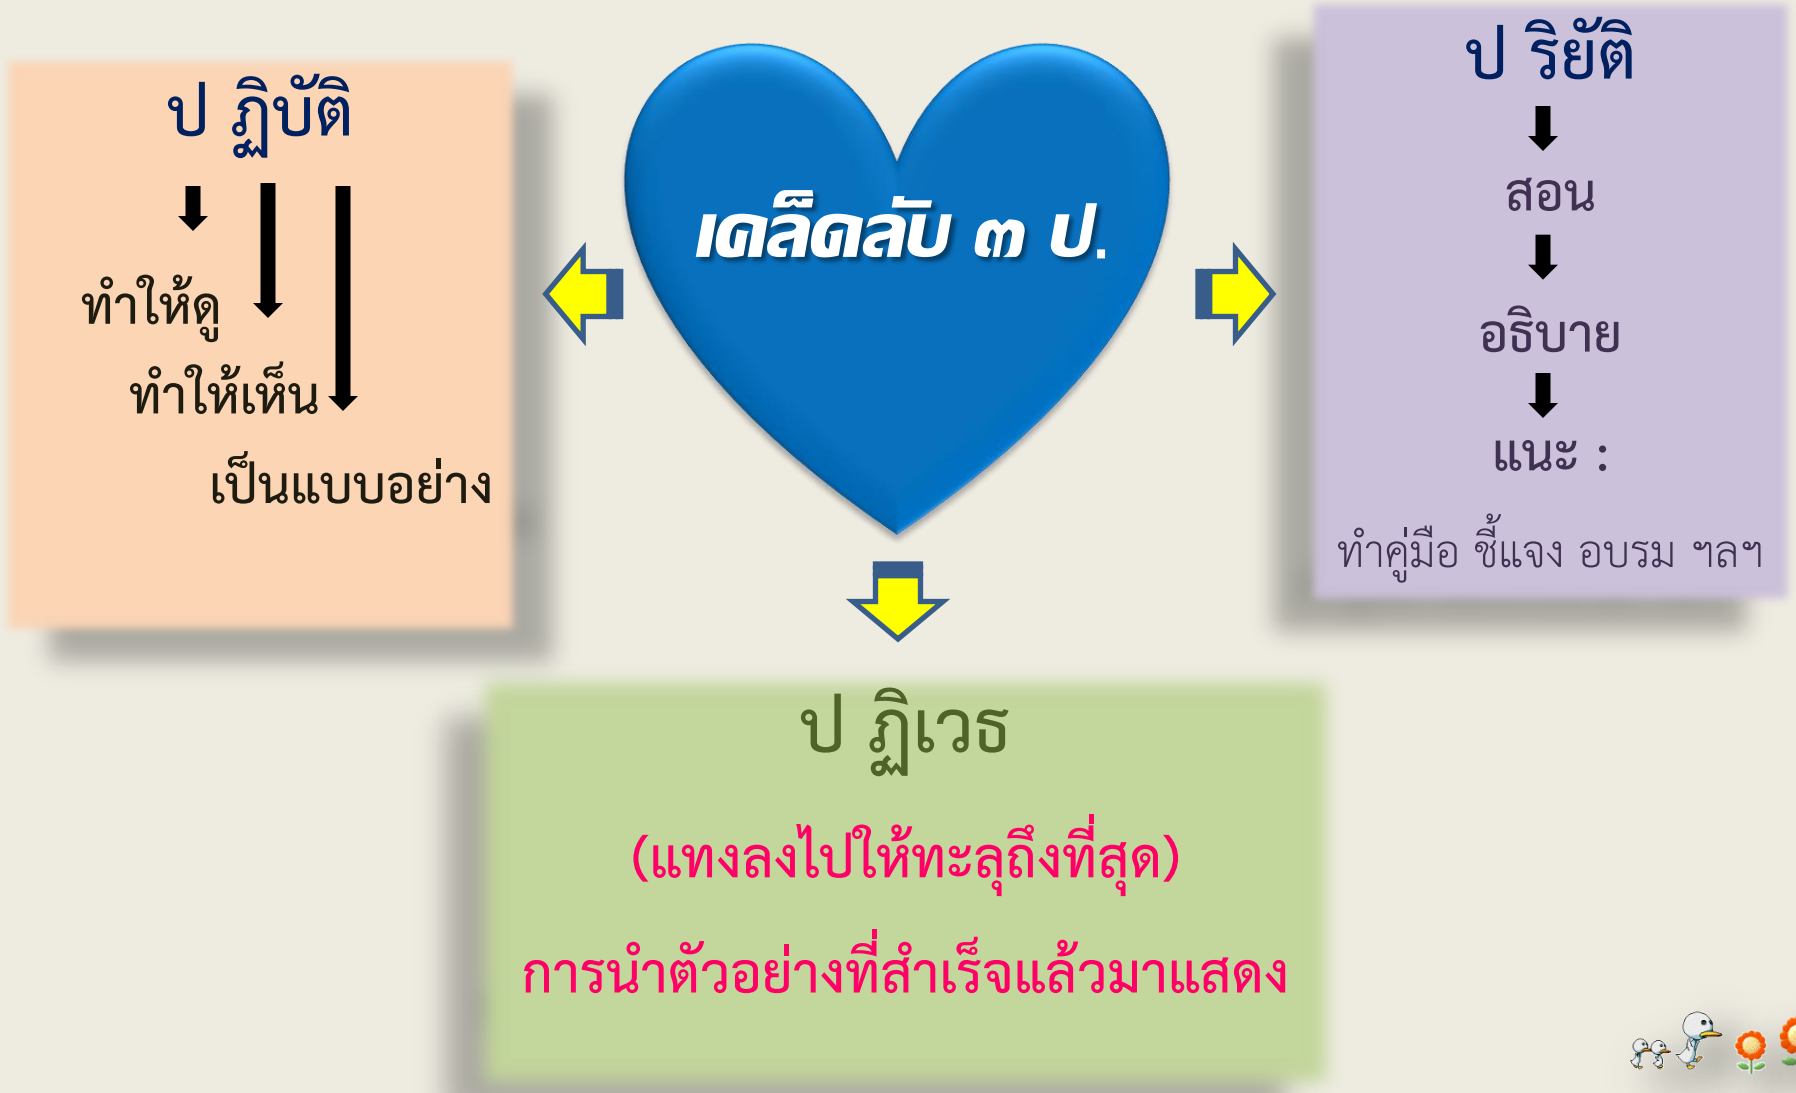 เคล็ดลับ ๓ ป.
ป ฏิบัติ
ทำให้ดู
ทำให้เห็น
เป็นแบบอย่าง
ป ริยัติ
สอน
อธิบาย
แนะ :
ทำคู่มือ ชี้แจง อบรม ฯลฯ
ป ฏิเวธ
(แทงลงไปให้ทะลุถึงที่สุด)
การนำตัวอย่างที่สำเร็จแล้วมาแสดง